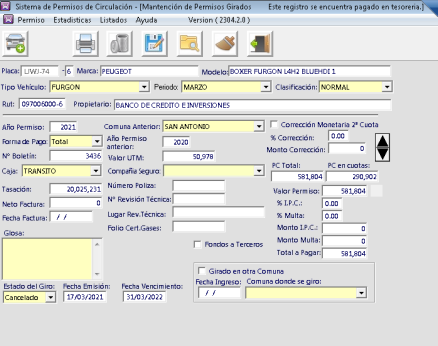 Sistema de Permisos de Circulación - [Mantención de Permisos Girados Este registro se encuentra pagado en tesoreria.]
Permiso Estadísticas Listados Ayuda Version ( 2304.2.0 )
Placa: -6 Marca: PEUGEOT Modelo: BOXER FURGON L4H2 BLUEHDI 1
Tipo Vehículo: FURGON Periodo: MARZO Clasificación: NORMAL
Rut: 097006000-6 Propietario: BANCO DE CREDITO E INVERSIONES
Año Permiso: 2021 Comuna Anterior: SAN ANTONIO Corrección Monetaria 2ª Cuota
Forma de Pago: Total Año Permiso anterior: 2020 % Corrección: 0.00
Nº Boletín: 3436 Valor UTM: 50,978 Monto Corrección: 0
Caja: TRANSITO Compañia Seguro PC Total: PC en cuotas:
581,804 290,902
Tasación: 20,025,231 Número Poliza: Valor Permiso: 581,804
Neto Factura: 0 Nº Revisión Técnica: % I.P.C.: 0.00
Fecha Factura: / / Lugar Rev.Técnica: % Multa: 0.00
Glosa: Folio Cert.Gases: Monto I.P.C.: 0
Fondos a Terceros Monto Multa: 0
Total a Pagar: 581,804
Girado en otra Comuna
Estado del Giro: Fecha Emisión: Fecha Vencimiento: Fecha Ingreso: Comuna donde se giro:
Cancelado 17/03/2021 31/03/2022 / /